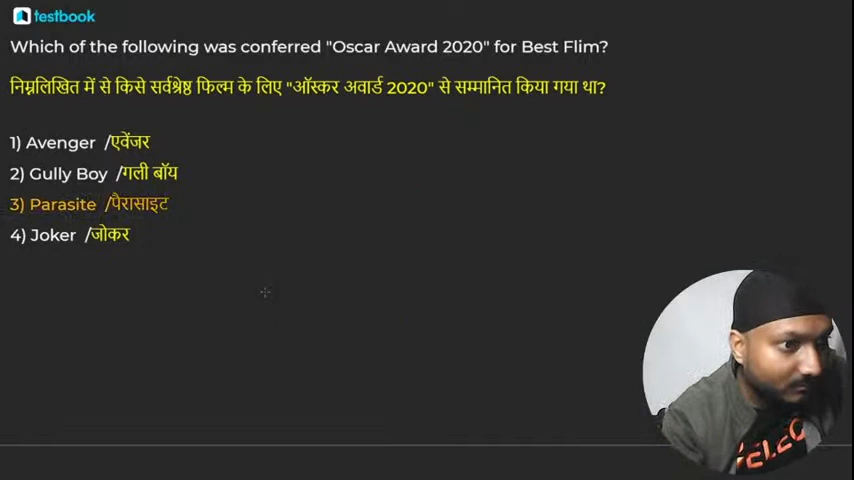 testbook
Which of the following was conferred "Oscar Award 2020" for Best Flim?
निम्नलिखित में से किसे सर्वश्रेष्ठ फिल्म के लिए "ऑस्कर अवार्ड 2020" से सम्मानित किया गया था?
1) Avenger /एवेंजर
2) Gully Boy /गली बॉय
3) Parasite /पैरासाइट
4) Joker /जोकर